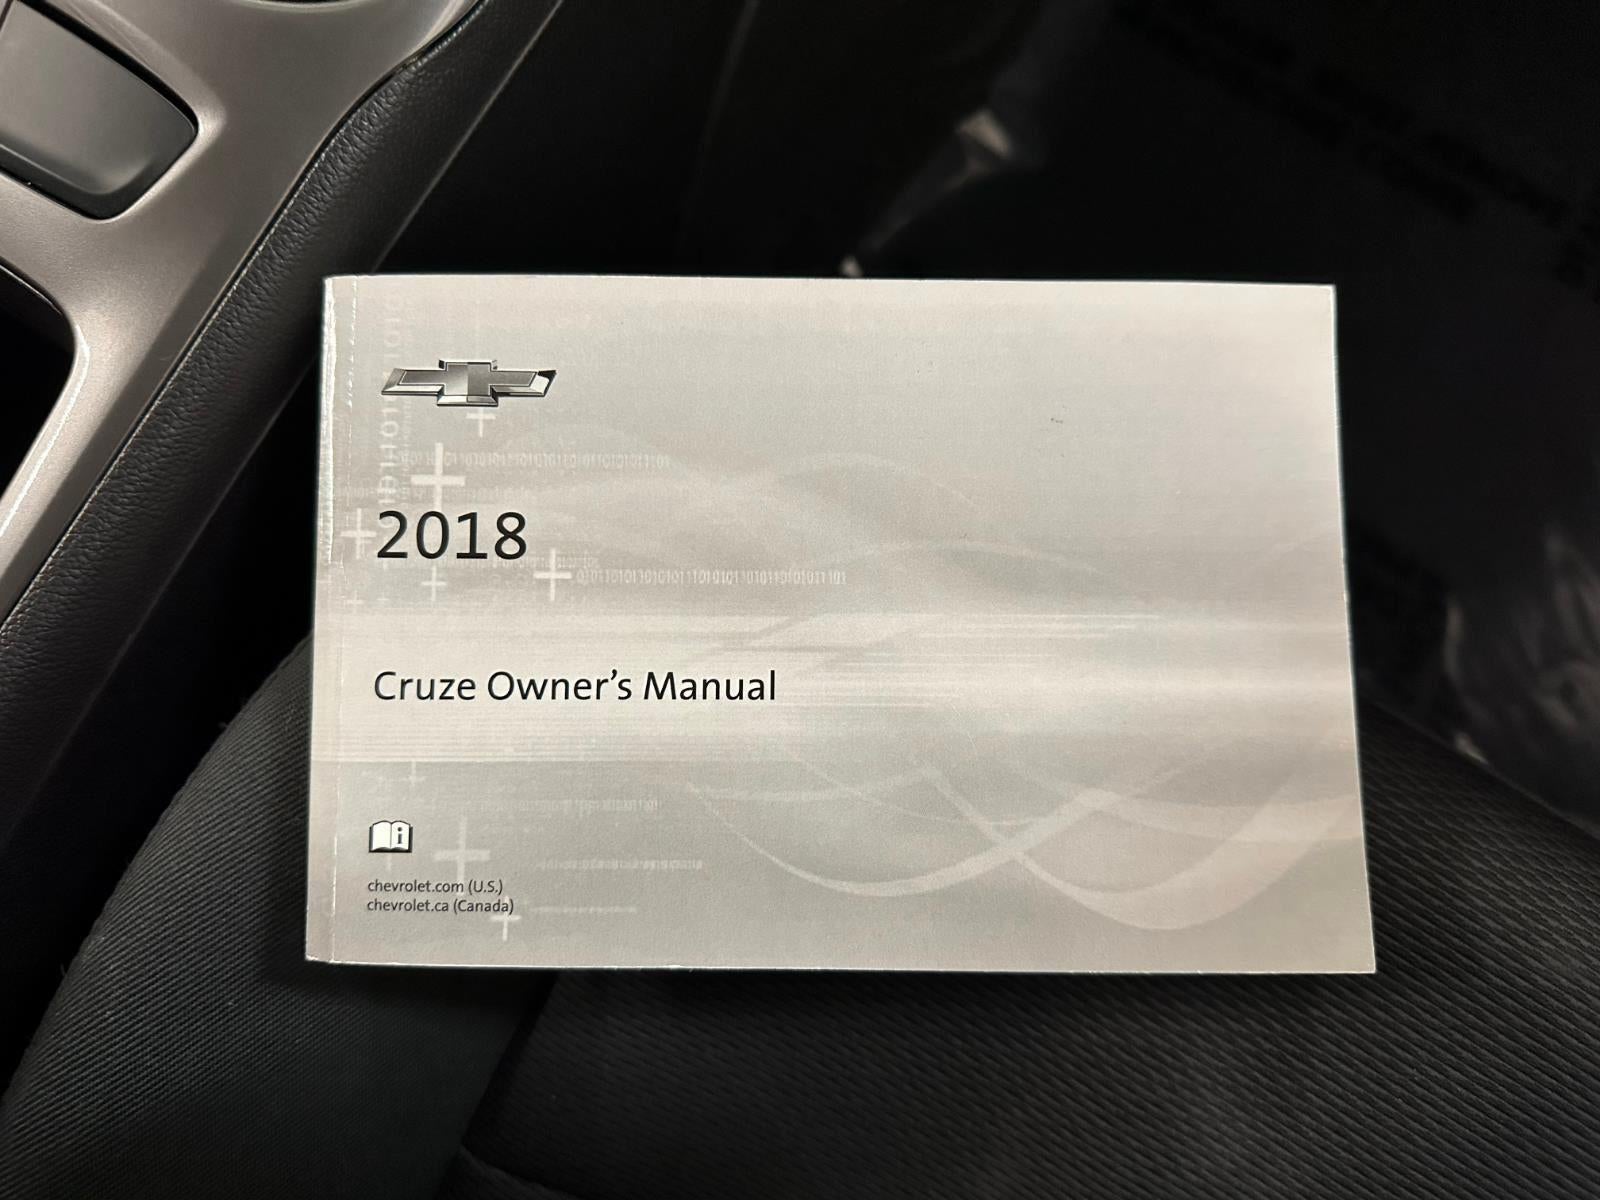 2018
Cruze Owner's Manual
chevrolet.com (U.S.)
chevrolet.ca (Canada)